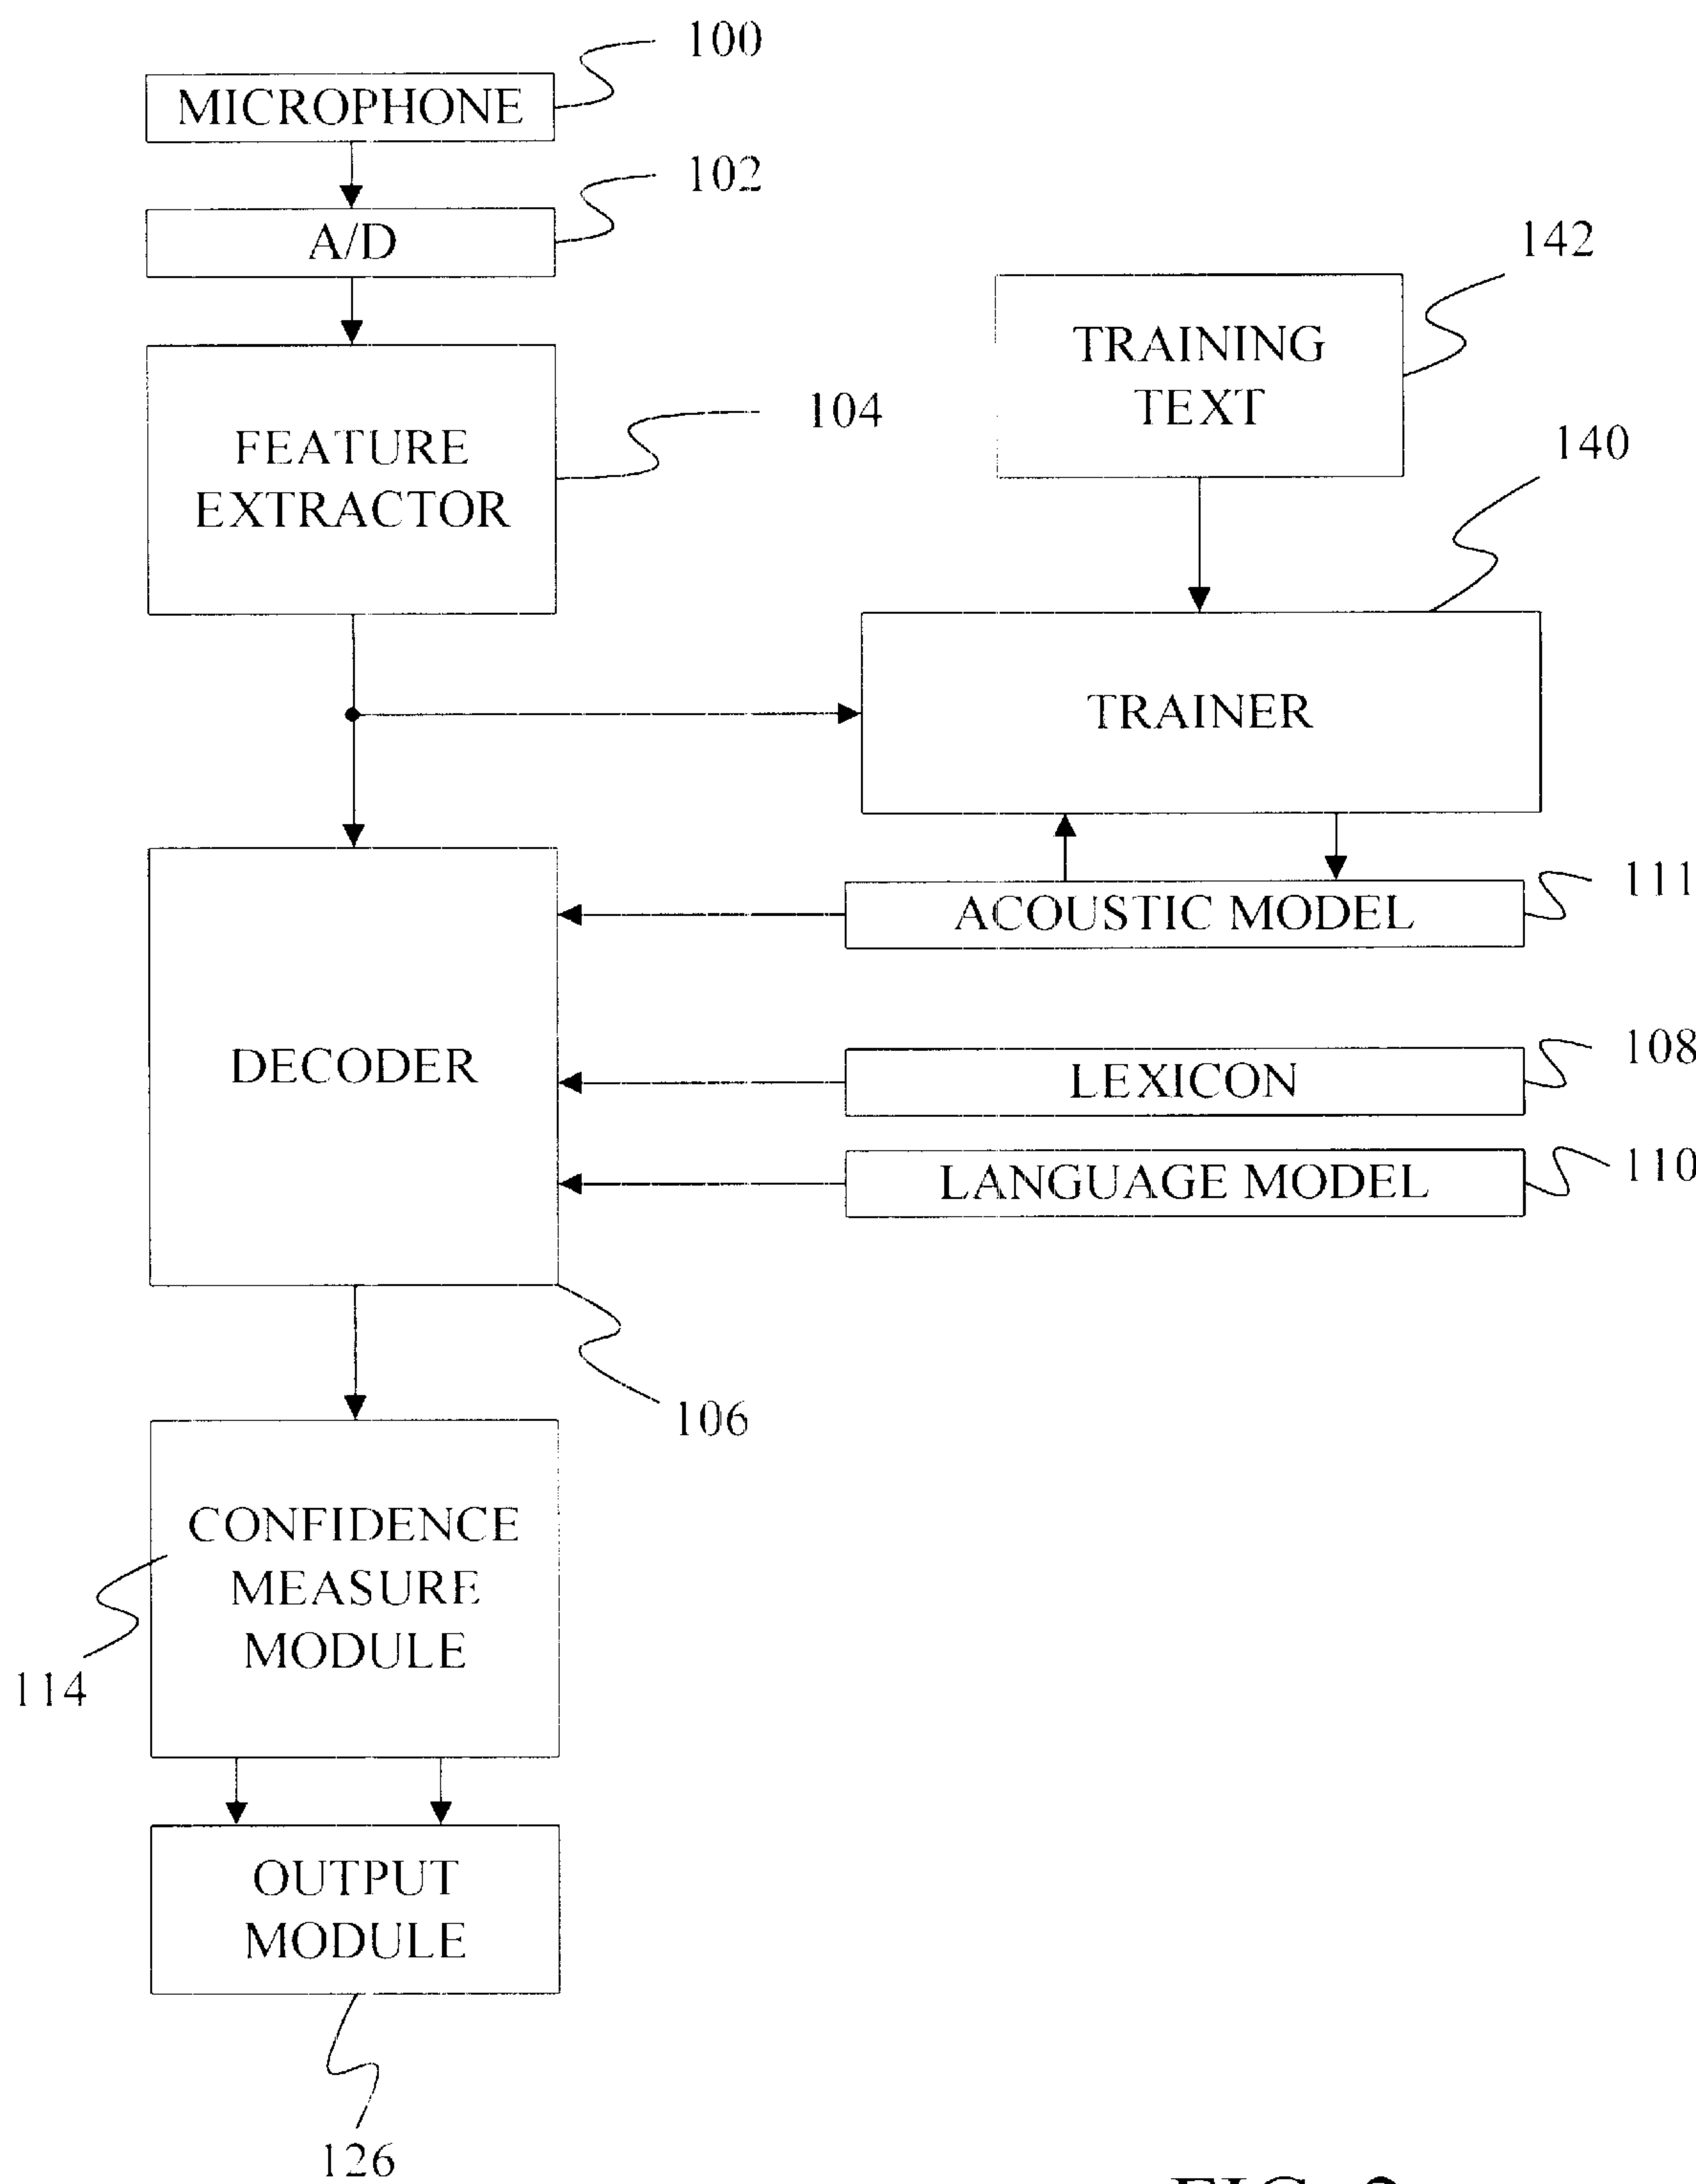 100
MICROPHONE
102
A/D
142
TRAINING
TEXT
104
FEATURE
EXTRACTOR
140
TRAINER
111
ACOUSTIC MODEL
108
LEXICON
DECODER
110
LANGUAGE MODEL
106
CONFIDENCE
MEASURE
MODULE
114
OUTPUT
MODULE
126